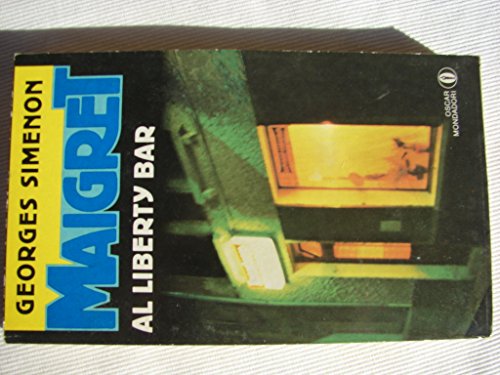 GEORGES SIMENON
MAIGRET
AL LIBERTY BAR
OSCAR
MONDADORI